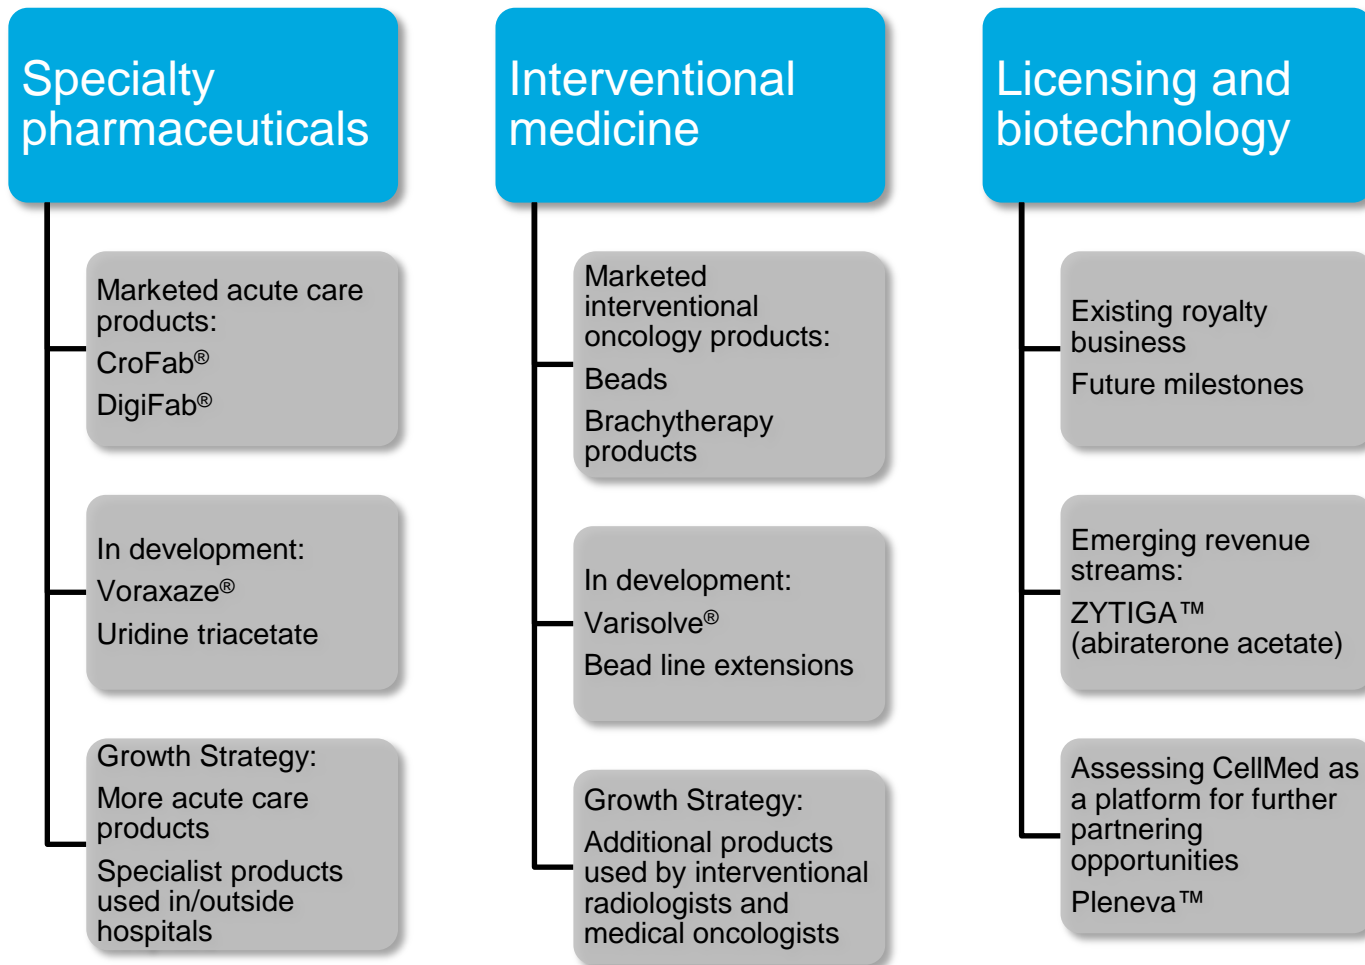 Specialty
pharmaceuticals
Marketed acute care
products:
CroFab®
DigiFab®
In development:
Voraxaze®
Uridine triacetate
Growth Strategy:
More acute care
products
Specialist products
used in/outside
hospitals
Interventional
medicine
Marketed
interventional
oncology products:
Beads
Brachytherapy
products
In development:
Varisolve®
Bead line extensions
Growth Strategy:
Additional products
used by interventional
radiologists and
medical oncologists
Licensing and
biotechnology
Existing royalty
business
Future milestones
Emerging revenue
streams:
ZYTIGA™
(abiraterone acetate)
Assessing CellMed as
a platform for further
partnering
opportunities
Pleneva™